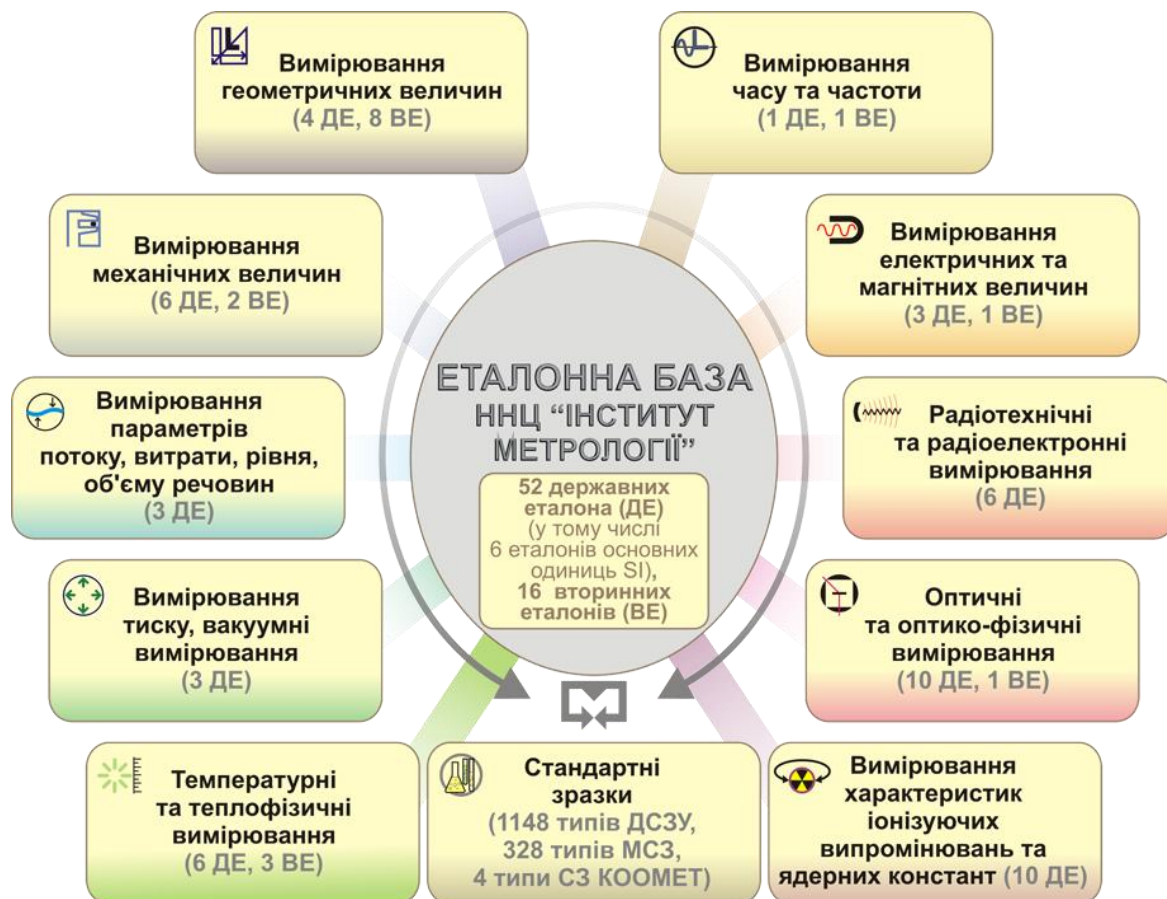 Вимірювання
геометричних величин
(4 ДЕ, 8 ВЕ)
Вимірювання
часу та частоти
(1 ДЕ, 1 ВЕ)
Вимірювання
механічних величин
(6 ДЕ, 2 ВЕ)
Вимірювання
електричних та
магнітних величин
(3 ДЕ, 1 ВЕ)
ЕТАЛОННА БАЗА
ННЦ “ІНСТИТУТ
МЕТРОЛОГІЇ”
52 державних
еталона (ДЕ)
(у тому числі
6 еталонів основних
одиниць SI),
16 вторинних
еталонів (ВЕ)
Вимірювання
параметрів
потоку, витрати, рівня,
об'єму речовин
(3 ДЕ)
Радіотехнічні
та радіоелектронні
вимірювання
(6 ДЕ)
Вимірювання
тиску, вакуумні
вимірювання
(3 ДЕ)
Оптичні
та оптико-фізичні
вимірювання
(10 ДЕ, 1 ВЕ)
Температурні
та теплофізичні
вимірювання
(6 ДЕ, 3 ВЕ)
Стандартні
зразки
(1148 типів ДСЗУ,
328 типів МСЗ,
4 типи СЗ КООМЕТ)
Вимірювання
характеристик
іонізуючих
випромінювань та
ядерних констант (10 ДЕ)